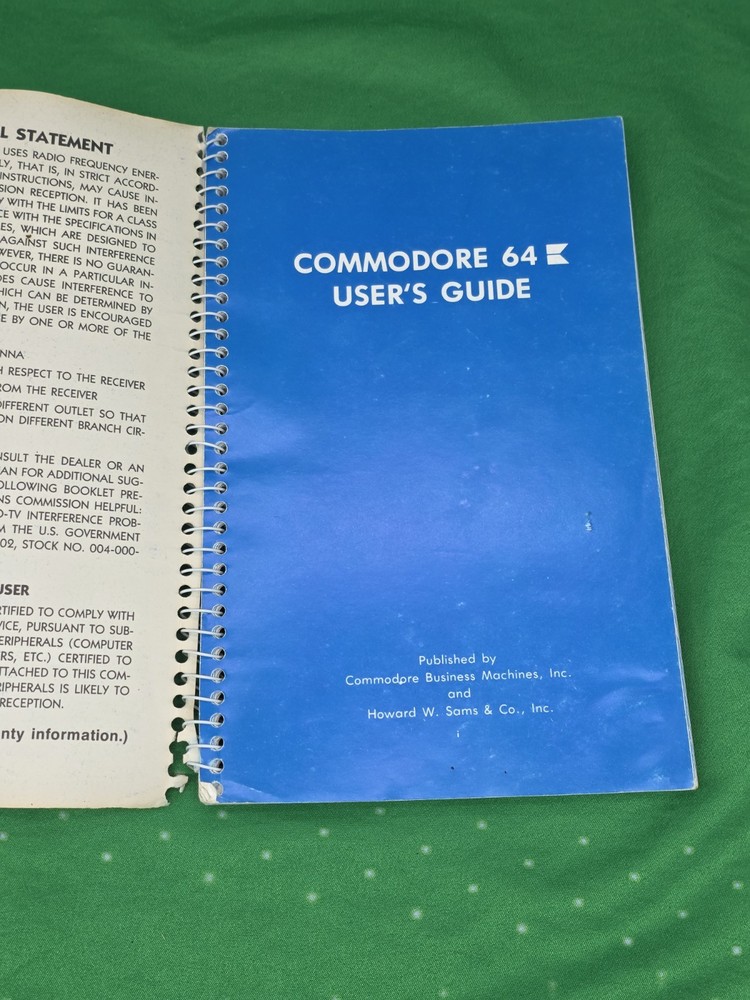 L STATEMENT
USES RADIO FREQUENCY ENER-
LY, THAT IS, IN STRICT ACCORD-
INSTRUCTIONS, MAY CAUSE IN-
SION RECEPTION. IT HAS BEEN
Y WITH THE LIMITS FOR A CLASS
CE WITH THE SPECIFICATIONS IN
ES, WHICH ARE DESIGNED TO
AGAINST SUCH INTERFERENCE
WEVER, THERE IS NO GUARAN-
OCCUR IN A PARTICULAR IN-
OES CAUSE INTERFERENCE TO
HICH CAN BE DETERMINED BY
N, THE USER IS ENCOURAGED
E BY ONE OR MORE OF THE
NNA
H RESPECT TO THE RECEIVER
ROM THE RECEIVER
DIFFERENT OUTLET SO THAT
ON DIFFERENT BRANCH CIR-
NSULT THE DEALER OR AN
AN FOR ADDITIONAL SUG-
OLLOWING BOOKLET PRE-
NS COMMISSION HELPFUL:
O-TV INTERFERENCE PROB-
M THE U.S. GOVERNMENT
02, STOCK NO. 004-000-
USER
RTIFIED TO COMPLY WITH
VICE, PURSUANT TO SUB-
ERIPHERALS (COMPUTER
RS, ETC.) CERTIFIED TO
TTACHED TO THIS COM-
RIPHERALS IS LIKELY TO
RECEPTION.
nty information.)
COMMODORE 64
USER'S GUIDE
Published by
Commodore Business Machines, Inc.
and
Howard W. Sams & Co., Inc.